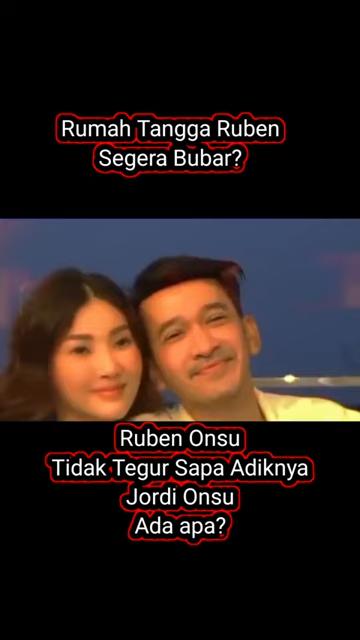 Rumah Tangga Ruben
Segera Bubar?
Ruben Onsu
Tidak Tegur Sapa Adiknya
Jordi Onsu
Ada apa?